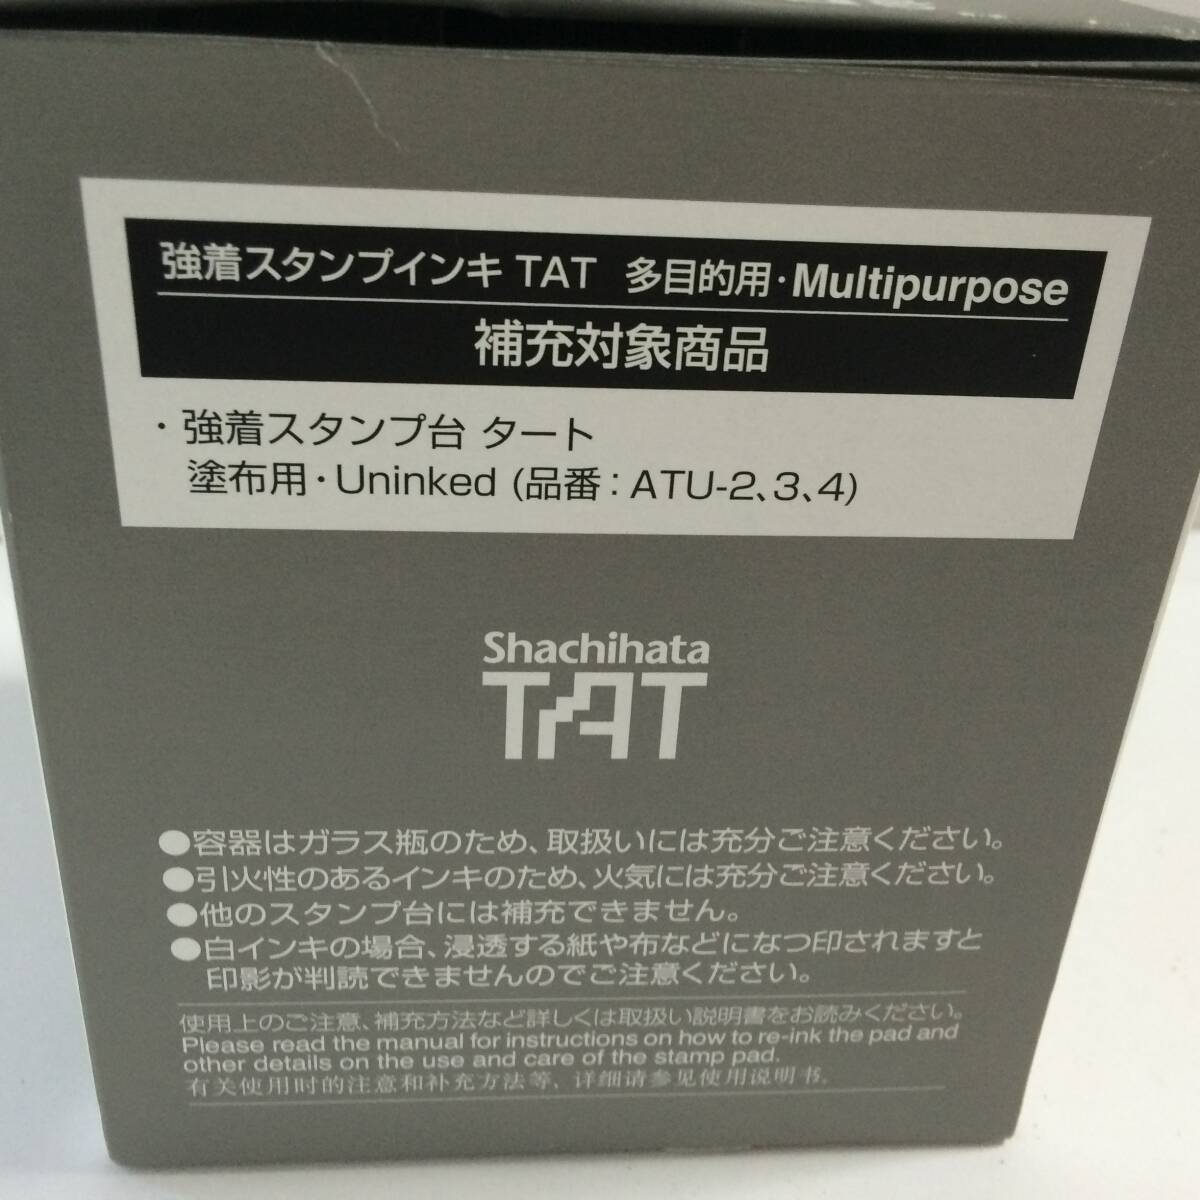 強着スタンプインキ TAT 多目的用・Multipurpose
補充対象商品
・強着スタンプ台 タート
塗布用・Uninked (品番：ATU-2、3、4)
Shachihata
TAT
●容器はガラス瓶のため、取扱いには充分ご注意ください。
●引火性のあるインキのため、火気には充分ご注意ください。
●他のスタンプ台には補充できません。
●白インキの場合、浸透する紙や布などになつ印されますと
印影が判読できませんのでご注意ください。
使用上のご注意、補充方法など詳しくは取扱い説明書をお読みください。
Please read the manual for instructions on how to re-ink the pad and
other details on the use and care of the stamp pad.
有关使用时的注意和补充方法等，详细请参见使用说明书。